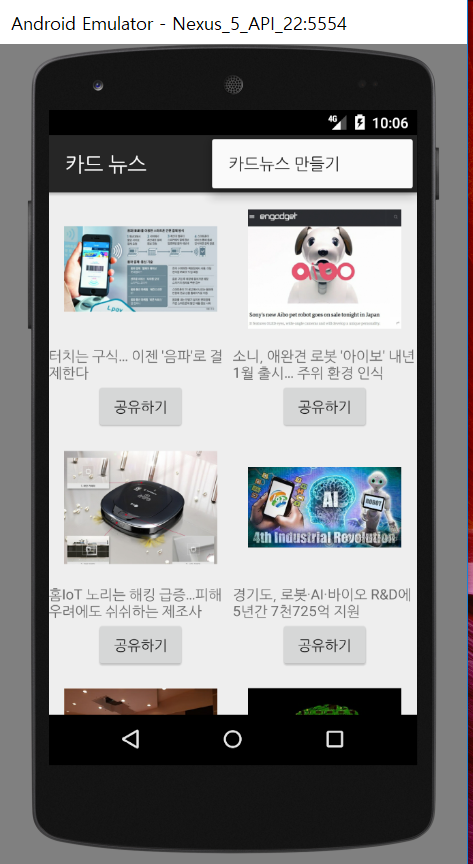 Android Emulator - Nexus_5_API_22:5554
4G 10:06
카드 뉴스
카드뉴스 만들기
L.pay
engadget
aibo
Sony's new Aibo pet robot goes on sale tonight in Japan
터치는 구식... 이젠 '음파'로 결
제한다
소니, 애완견 로봇 '아이보' 내년
1월 출시... 주위 환경 인식
공유하기
공유하기
AI
ROBOT
4th Industrial Revolution
홈IoT 노리는 해킹 급증...피해
우려에도 쉬쉬하는 제조사
경기도, 로봇·AI·바이오 R&D에
5년간 7천725억 지원
공유하기
공유하기